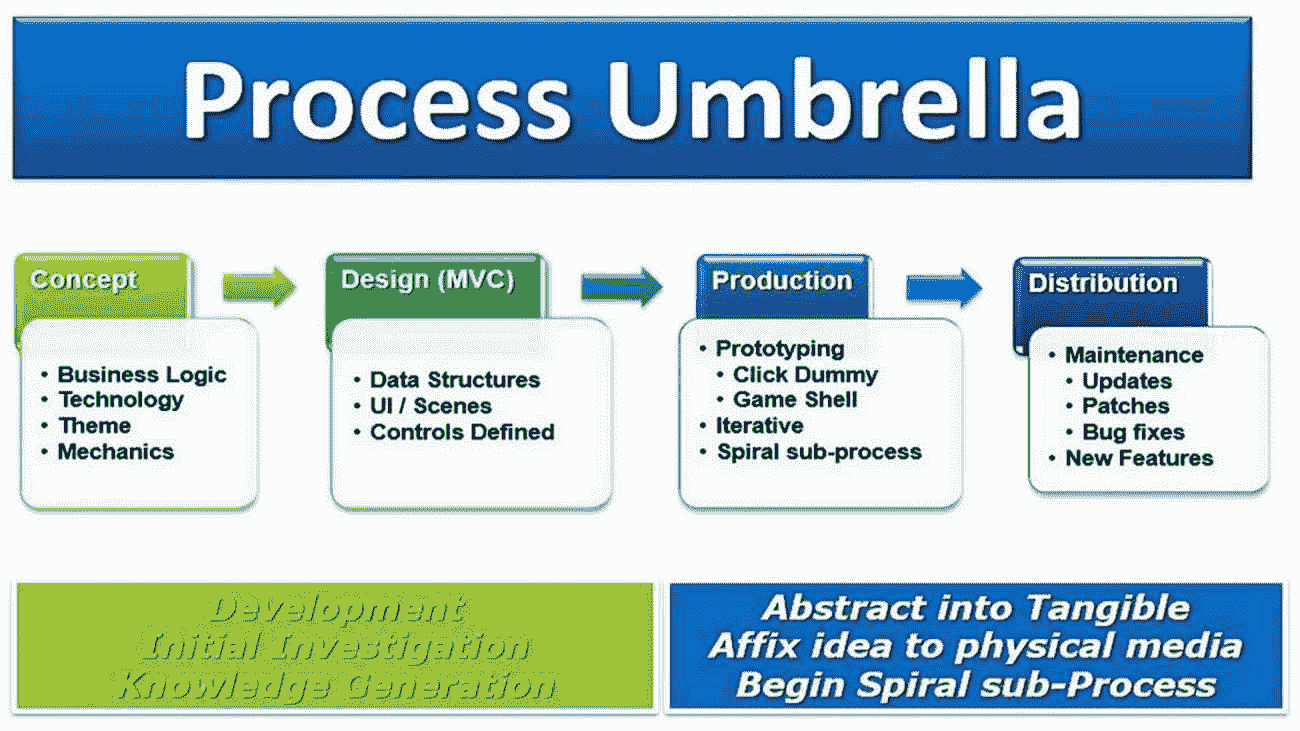 Process Umbrella
Concept
• Business Logic
• Technology
• Theme
• Mechanics
Design (MVC)
• Data Structures
• UI / Scenes
• Controls Defined
Production
• Prototyping
• Click Dummy
• Game Shell
• Iterative
• Spiral sub-process
Distribution
• Maintenance
• Updates
• Patches
• Bug fixes
• New Features
Development
Initial Investigation
Knowledge Generation
Abstract into Tangible
Affix idea to physical media
Begin Spiral sub-Process